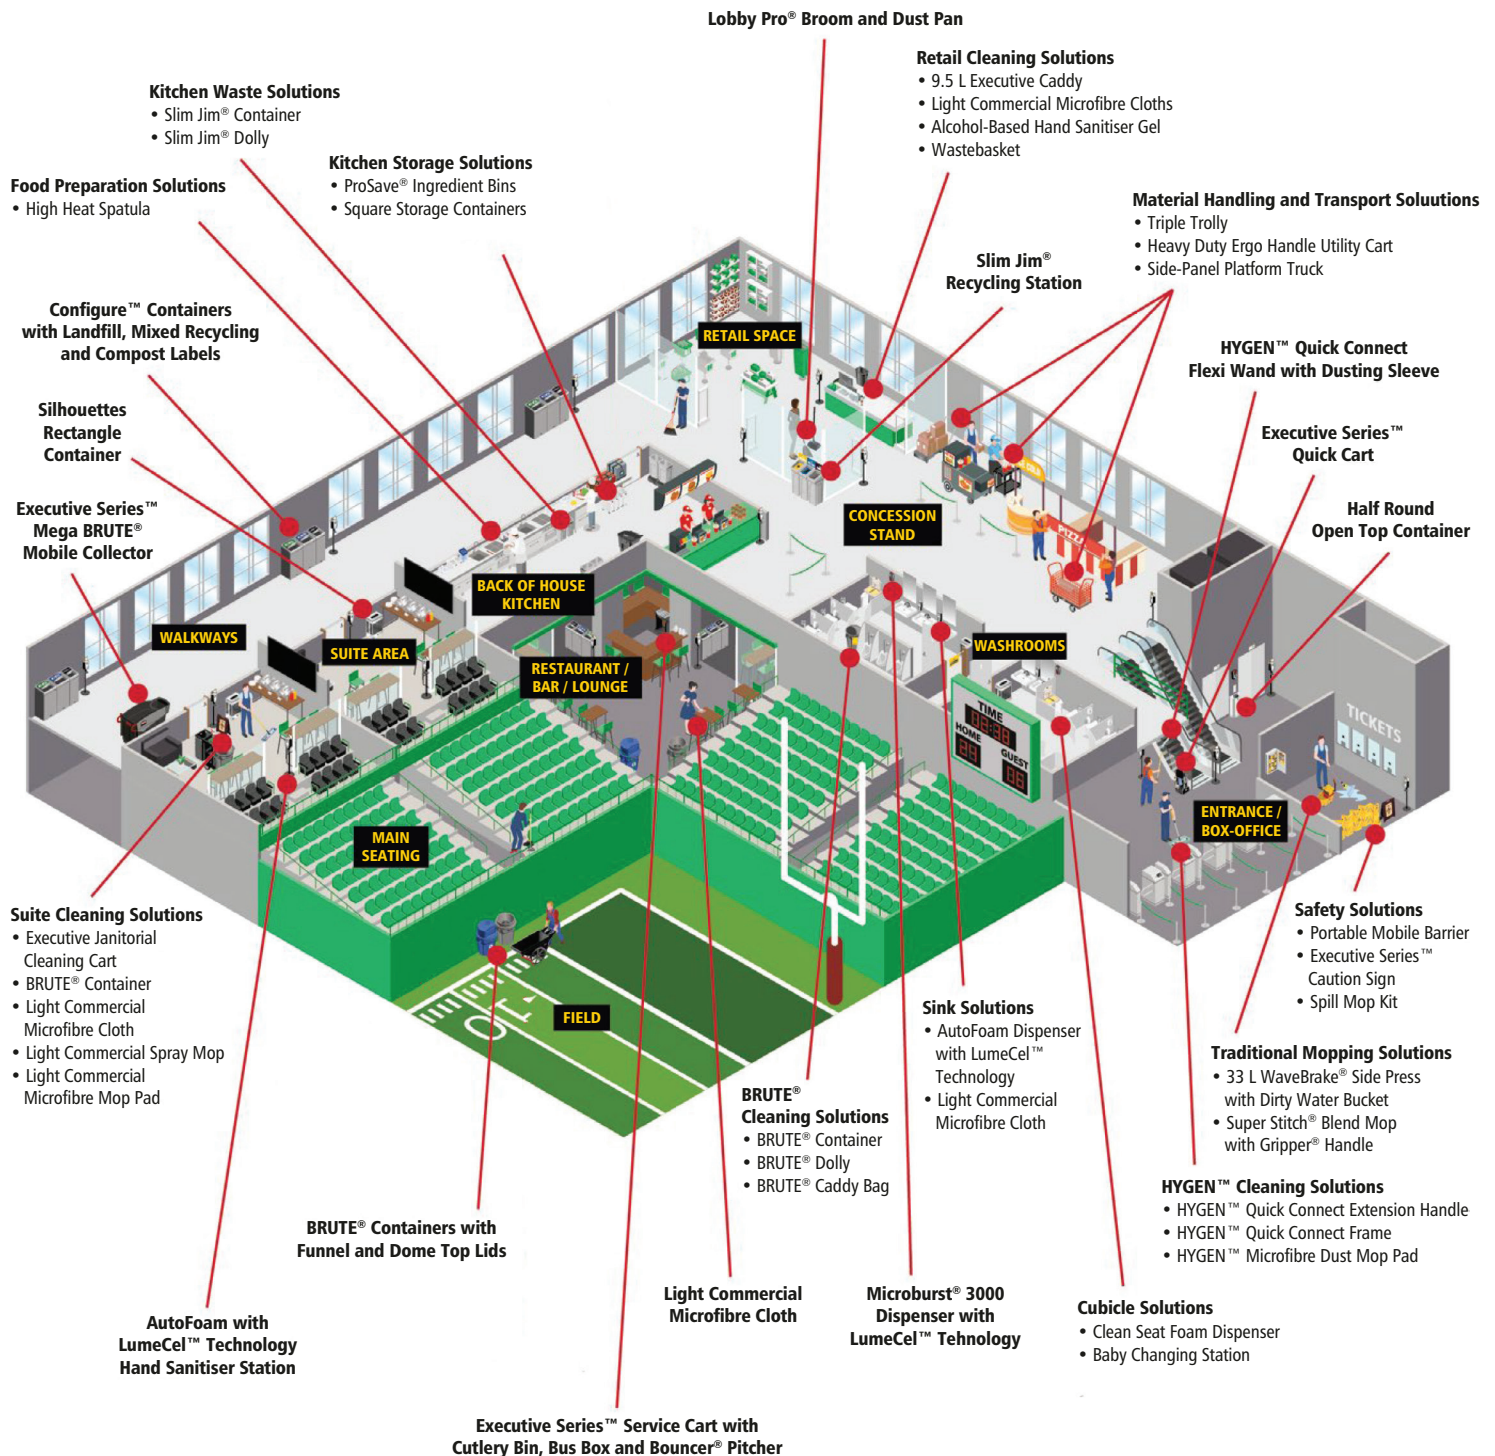 Lobby Pro® Broom and Dust Pan
Retail Cleaning Solutions
• 9.5 L Executive Caddy
• Light Commercial Microfibre Cloths
• Alcohol-Based Hand Sanitiser Gel
• Wastebasket
Kitchen Waste Solutions
• Slim Jim® Container
• Slim Jim® Dolly
Kitchen Storage Solutions
• ProSave® Ingredient Bins
• Square Storage Containers
Food Preparation Solutions
• High Heat Spatula
Material Handling and Transport Soluutions
• Triple Trolly
• Heavy Duty Ergo Handle Utility Cart
• Side-Panel Platform Truck
Slim Jim®
Recycling Station
Configure™ Containers
with Landfill, Mixed Recycling
and Compost Labels
HYGEN™ Quick Connect
Flexi Wand with Dusting Sleeve
Silhouettes
Rectangle
Container
Executive Series™
Quick Cart
Executive Series™
Mega BRUTE®
Mobile Collector
Half Round
Open Top Container
RETAIL SPACE
CONCESSION
STAND
COLA
PIZZA
BACK OF HOUSE
KITCHEN
WALKWAYS
SUITE AREA
RESTAURANT /
BAR / LOUNGE
WASHROOMS
TIME
HOME
GUEST
TICKETS
MAIN
SEATING
ENTRANCE /
BOX-OFFICE
FIELD
10
Suite Cleaning Solutions
• Executive Janitorial
Cleaning Cart
• BRUTE® Container
• Light Commercial
Microfibre Cloth
• Light Commercial Spray Mop
• Light Commercial
Microfibre Mop Pad
Safety Solutions
• Portable Mobile Barrier
• Executive Series™
Caution Sign
• Spill Mop Kit
Sink Solutions
• AutoFoam Dispenser
with LumeCel™
Technology
• Light Commercial
Microfibre Cloth
Traditional Mopping Solutions
• 33 L WaveBrake® Side Press
with Dirty Water Bucket
• Super Stitch® Blend Mop
with Gripper® Handle
BRUTE®
Cleaning Solutions
• BRUTE® Container
• BRUTE® Dolly
• BRUTE® Caddy Bag
HYGEN™ Cleaning Solutions
• HYGEN™ Quick Connect Extension Handle
• HYGEN™ Quick Connect Frame
• HYGEN™ Microfibre Dust Mop Pad
BRUTE® Containers with
Funnel and Dome Top Lids
Light Commercial
Microfibre Cloth
Microburst® 3000
Dispenser with
LumeCel™ Tehnology
Cubicle Solutions
• Clean Seat Foam Dispenser
• Baby Changing Station
AutoFoam with
LumeCel™ Technology
Hand Sanitiser Station
Executive Series™ Service Cart with
Cutlery Bin, Bus Box and Bouncer® Pitcher